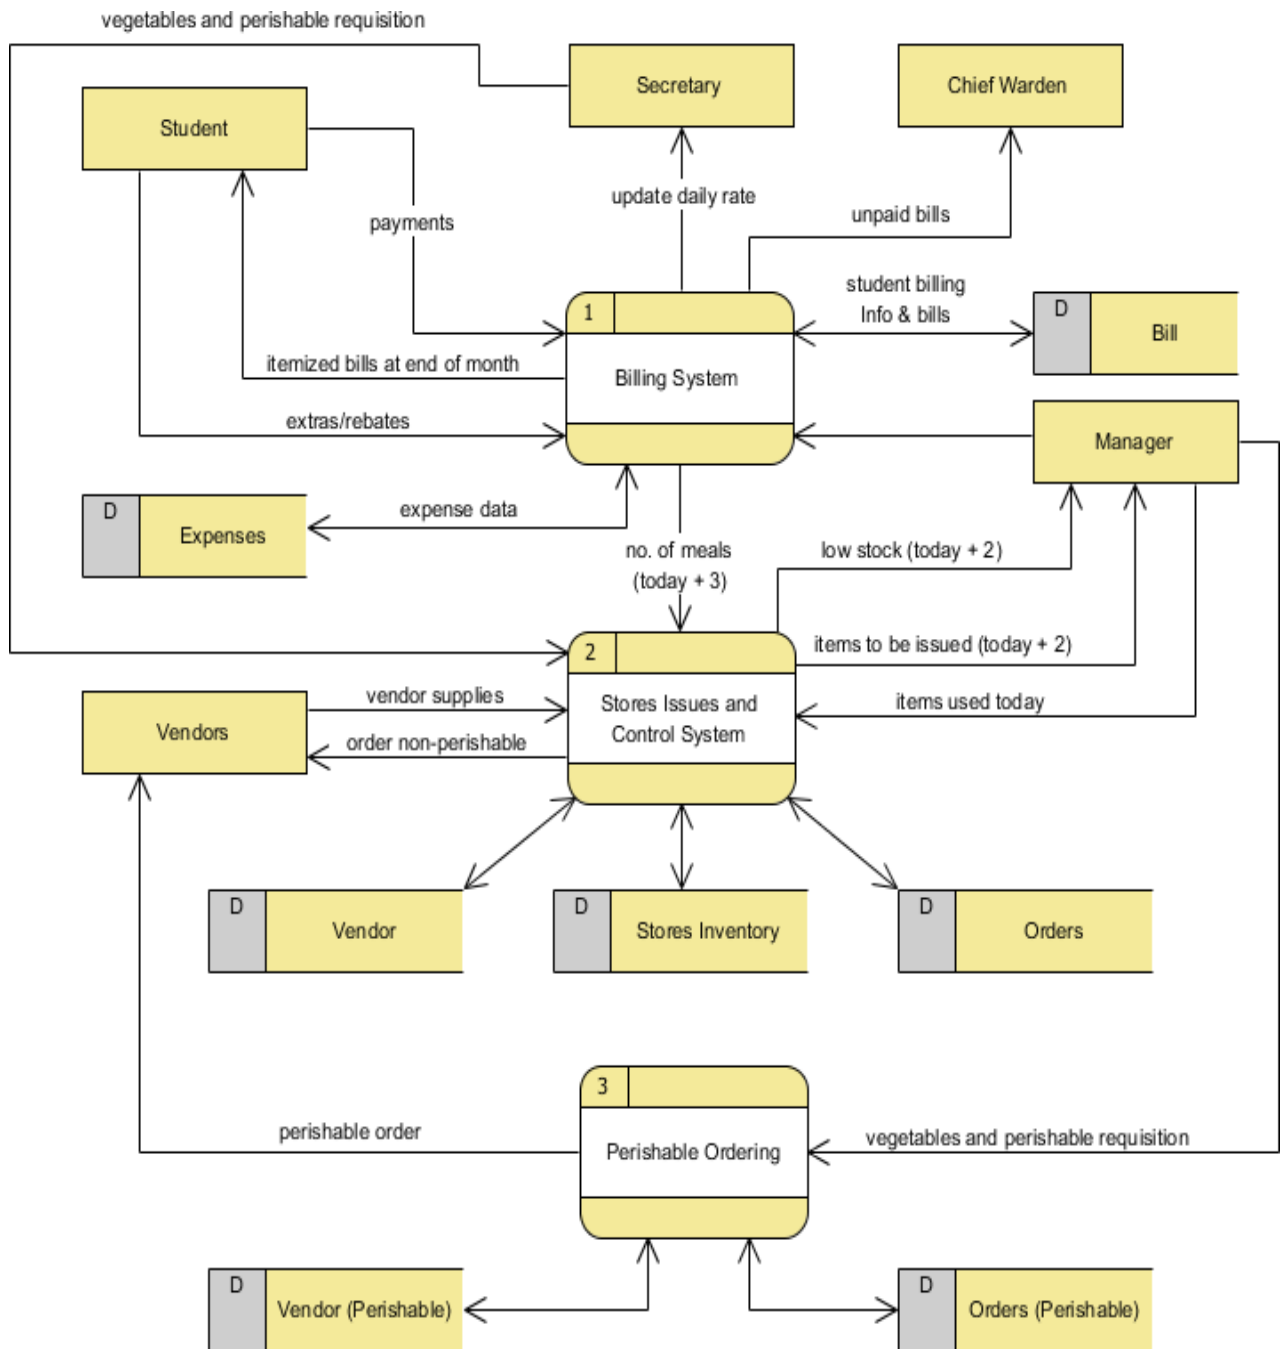 vegetables and perishable requisition
Secretary
Chief Warden
Student
update daily rate
payments
unpaid bills
student billing
Info & bills
1
Billing System
D
Bill
itemized bills at end of month
extras/rebates
Manager
D
Expenses
expense data
no. of meals
(today + 3)
low stock (today + 2)
2
Stores Issues and
Control System
items to be issued (today + 2)
items used today
Vendors
vendor supplies
order non-perishable
D
Vendor
D
Stores Inventory
D
Orders
3
Perishable Ordering
perishable order
vegetables and perishable requisition
D
Vendor (Perishable)
D
Orders (Perishable)